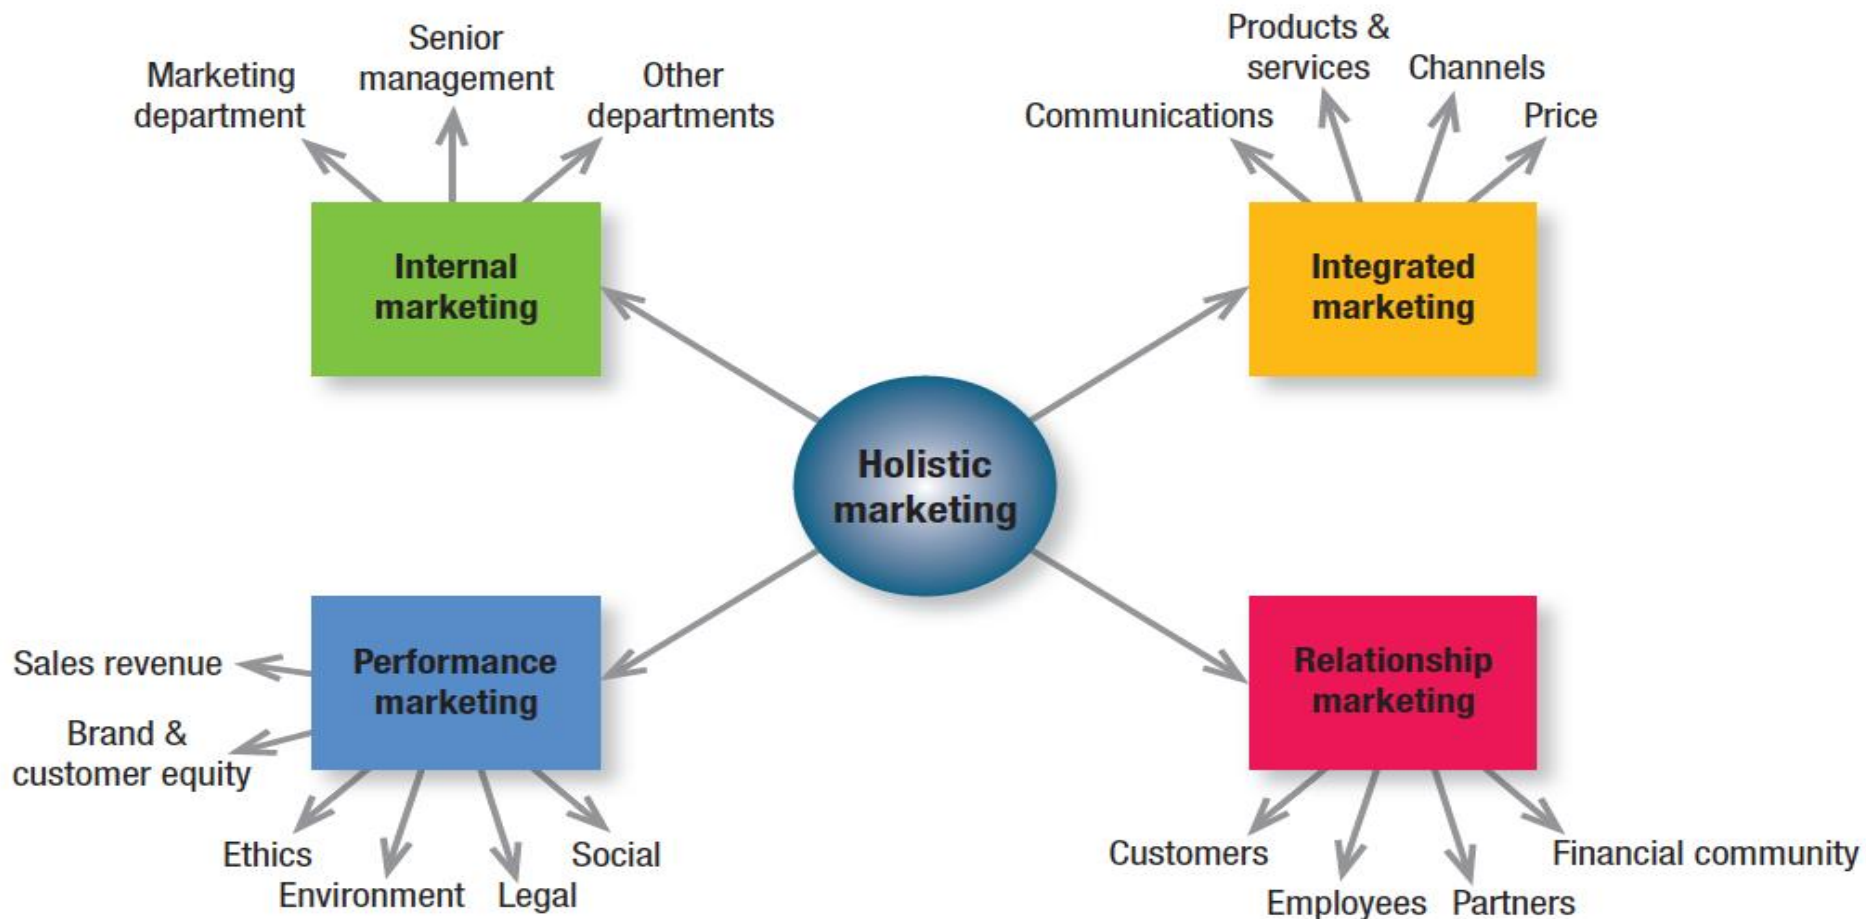 Senior
management
Marketing
department
Other
departments
Products &
services
Channels
Communications
Price
Internal
marketing
Integrated
marketing
Holistic
marketing
Performance
marketing
Sales revenue
Brand &
customer equity
Ethics
Environment
Legal
Social
Relationship
marketing
Customers
Employees
Partners
Financial community